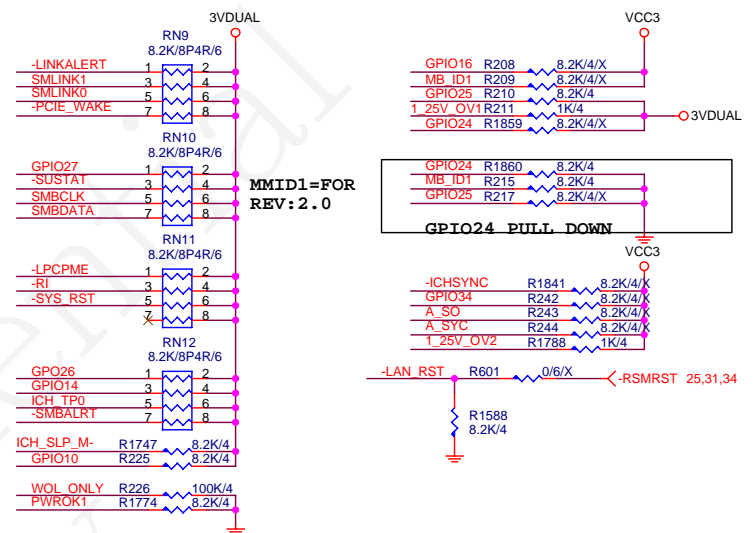 3VDUAL
RN9
8.2K/8P4R/6
-LINKALERT 1 2
SMLINK1 3 4
SMLINK0 5 6
-PCIE_WAKE 7 8
RN10
8.2K/8P4R/6
GPIO27 1 2
-SUSTAT 3 4
SMBCLK 5 6
SMBDATA 7 8
MMID1=FOR
REV:2.0
RN11
8.2K/8P4R/6
-LPCPME 1 2
-RI 3 4
-SYS_RST 5 6
7 8
RN12
8.2K/8P4R/6
GPO26 1 2
GPIO14 3 4
ICH_TP0 5 6
-SMBALRT 7 8
ICH_SLP_M- R1747 8.2K/4
GPIO10 R225 8.2K/4
WOL_ONLY R226 100K/4
PWROK1 R1774 8.2K/4
VCC3
GPIO16 R208 8.2K/4/X
MB_ID1 R209 8.2K/4/X
GPIO25 R210 8.2K/4
1_25V_OV1 R211 1K/4
3VDUAL
GPIO24 R1859 8.2K/4/X
GPIO24 R1860 8.2K/4
MB_ID1 R215 8.2K/4
GPIO25 R217 8.2K/4/X
GPIO24 PULL DOWN
VCC3
-ICHSYNC R1841 8.2K/4/X
GPIO34 R242 8.2K/4
A_SO R243 8.2K/4/X
A_SYC R244 8.2K/4/X
1_25V_OV2 R1788 1K/4
-LAN_RST R601 0/6/X -RSMRST 25,31,34
R1588
8.2K/4